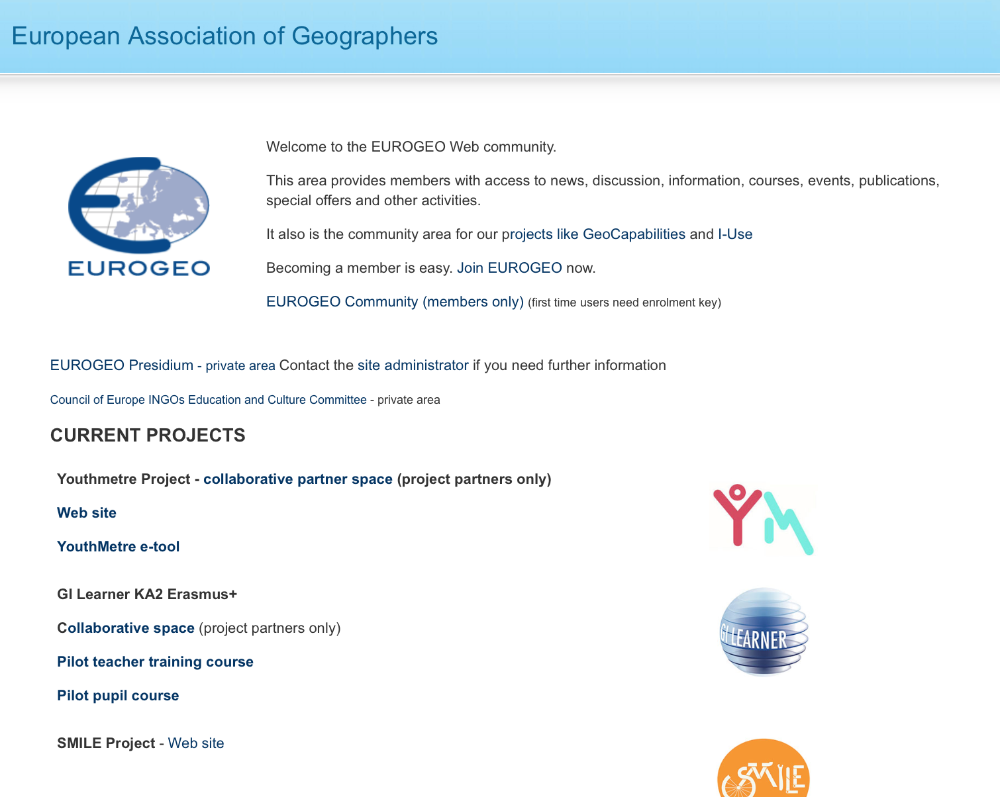 European Association of Geographers
Welcome to the EUROGEO Web community.
This area provides members with access to news, discussion, information, courses, events, publications,
special offers and other activities.
It also is the community area for our projects like GeoCapabilities and I-Use
Becoming a member is easy. Join EUROGEO now.
EUROGEO Community (members only) (first time users need enrolment key)
EUROGEO
EUROGEO Presidium - private area Contact the site administrator if you need further information
Council of Europe INGOs Education and Culture Committee - private area
CURRENT PROJECTS
Youthmetre Project - collaborative partner space (project partners only)
Web site
YouthMetre e-tool
YM
GI Learner KA2 Erasmus+
Collaborative space (project partners only)
Pilot teacher training course
Pilot pupil course
GI LEARNER
SMILE Project - Web site
SMILE